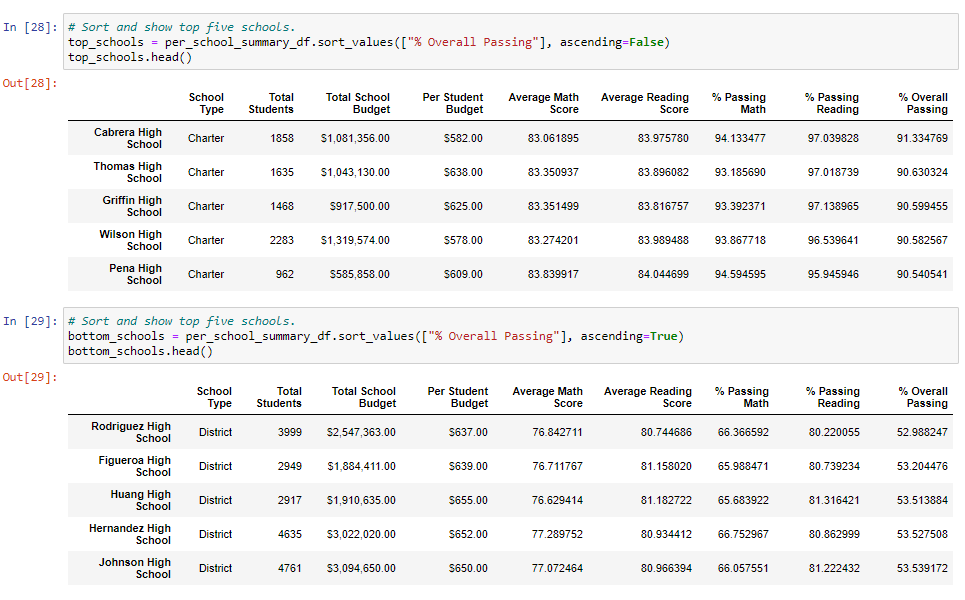 In [28]: # Sort and show top five schools.
top_schools = per_school_summary_df.sort_values(["% Overall Passing"], ascending=False)
top_schools.head()
Out[28]:
School Type Total Students Total School Budget Per Student Budget Average Math Score Average Reading Score % Passing Math % Passing Reading % Overall Passing
Cabrera High School Charter 1858 $1,081,356.00 $582.00 83.061895 83.975780 94.133477 97.039828 91.334769
Thomas High School Charter 1635 $1,043,130.00 $638.00 83.350937 83.896082 93.185690 97.018739 90.630324
Griffin High School Charter 1468 $917,500.00 $625.00 83.351499 83.816757 93.392371 97.138965 90.599455
Wilson High School Charter 2283 $1,319,574.00 $578.00 83.274201 83.989488 93.867718 96.539641 90.582567
Pena High School Charter 962 $585,858.00 $609.00 83.839917 84.044699 94.594595 95.945946 90.540541
In [29]: # Sort and show top five schools.
bottom_schools = per_school_summary_df.sort_values(["% Overall Passing"], ascending=True)
bottom_schools.head()
Out[29]:
School Type Total Students Total School Budget Per Student Budget Average Math Score Average Reading Score % Passing Math % Passing Reading % Overall Passing
Rodriguez High School District 3999 $2,547,363.00 $637.00 76.842711 80.744686 66.366592 80.220055 52.988247
Figueroa High School District 2949 $1,884,411.00 $639.00 76.711767 81.158020 65.988471 80.739234 53.204476
Huang High School District 2917 $1,910,635.00 $655.00 76.629414 81.182722 65.683922 81.316421 53.513884
Hernandez High School District 4635 $3,022,020.00 $652.00 77.289752 80.934412 66.752967 80.862999 53.527508
Johnson High School District 4761 $3,094,650.00 $650.00 77.072464 80.966394 66.057551 81.222432 53.539172